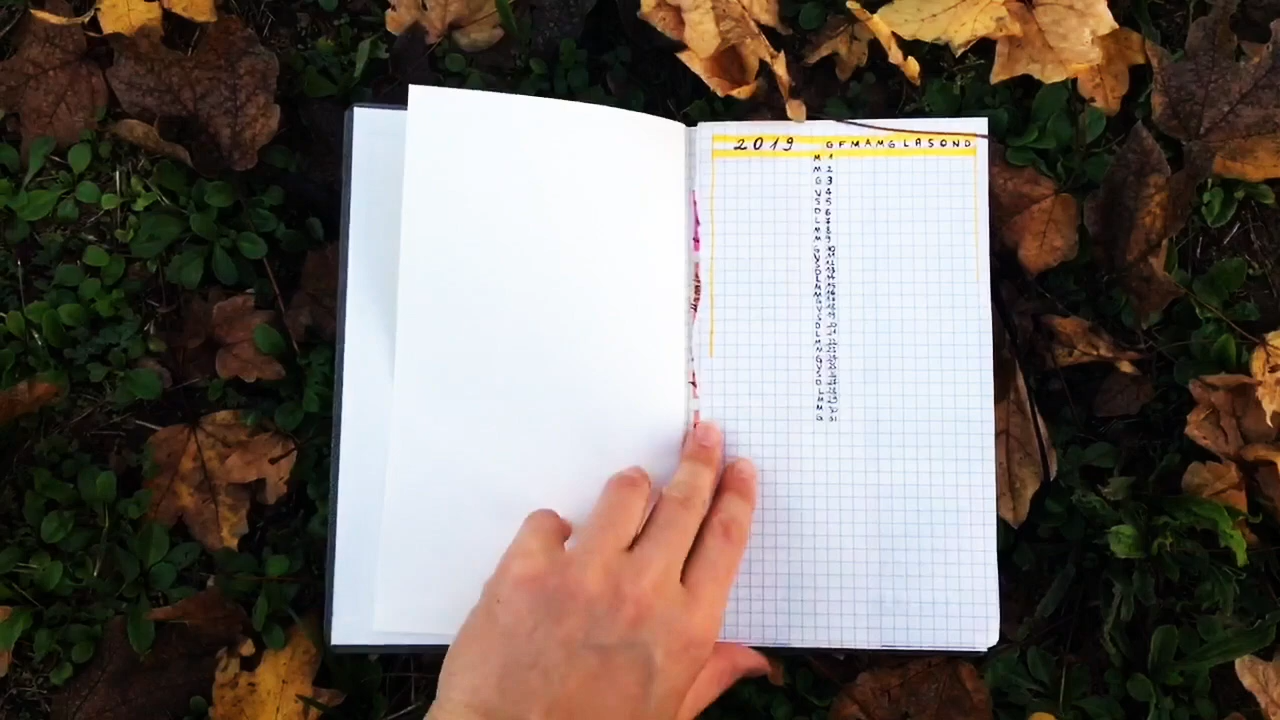 2019 G F M A M G L A S O N D
M 1
M 2
G 3
V 4
S 5
D 6
L 7
M 8
M 9
G 10
V 11
S 12
D 13
L 14
M 15
M 16
G 17
V 18
S 19
D 20
L 21
M 22
M 23
G 24
V 25
S 26
D 27
L 28
M 29
M 30
G 31